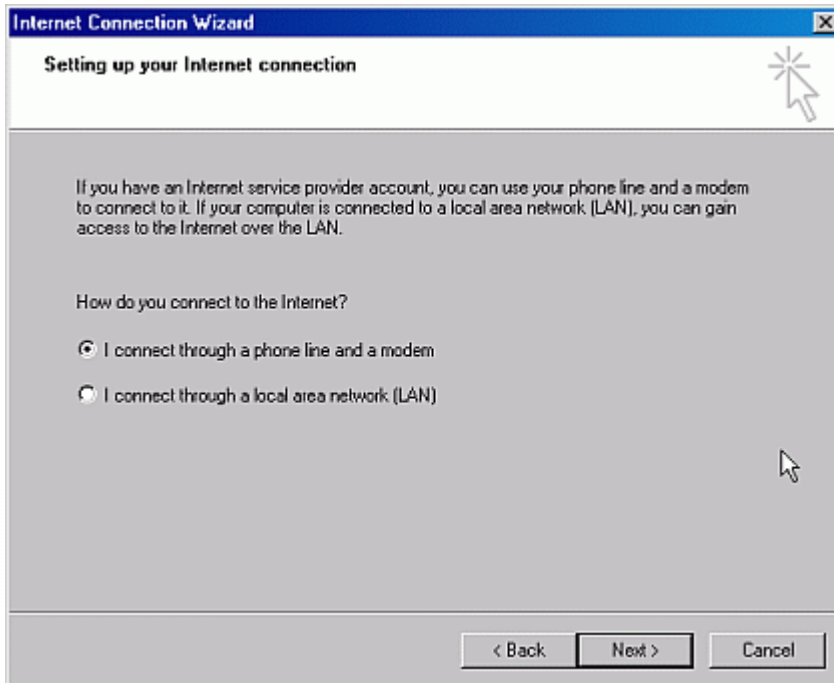 Internet Connection Wizard
Setting up your Internet connection
If you have an Internet service provider account, you can use your phone line and a modem
to connect to it. If your computer is connected to a local area network (LAN), you can gain
access to the Internet over the LAN.
How do you connect to the Internet?
I connect through a phone line and a modem
I connect through a local area network (LAN)
< Back Next > Cancel